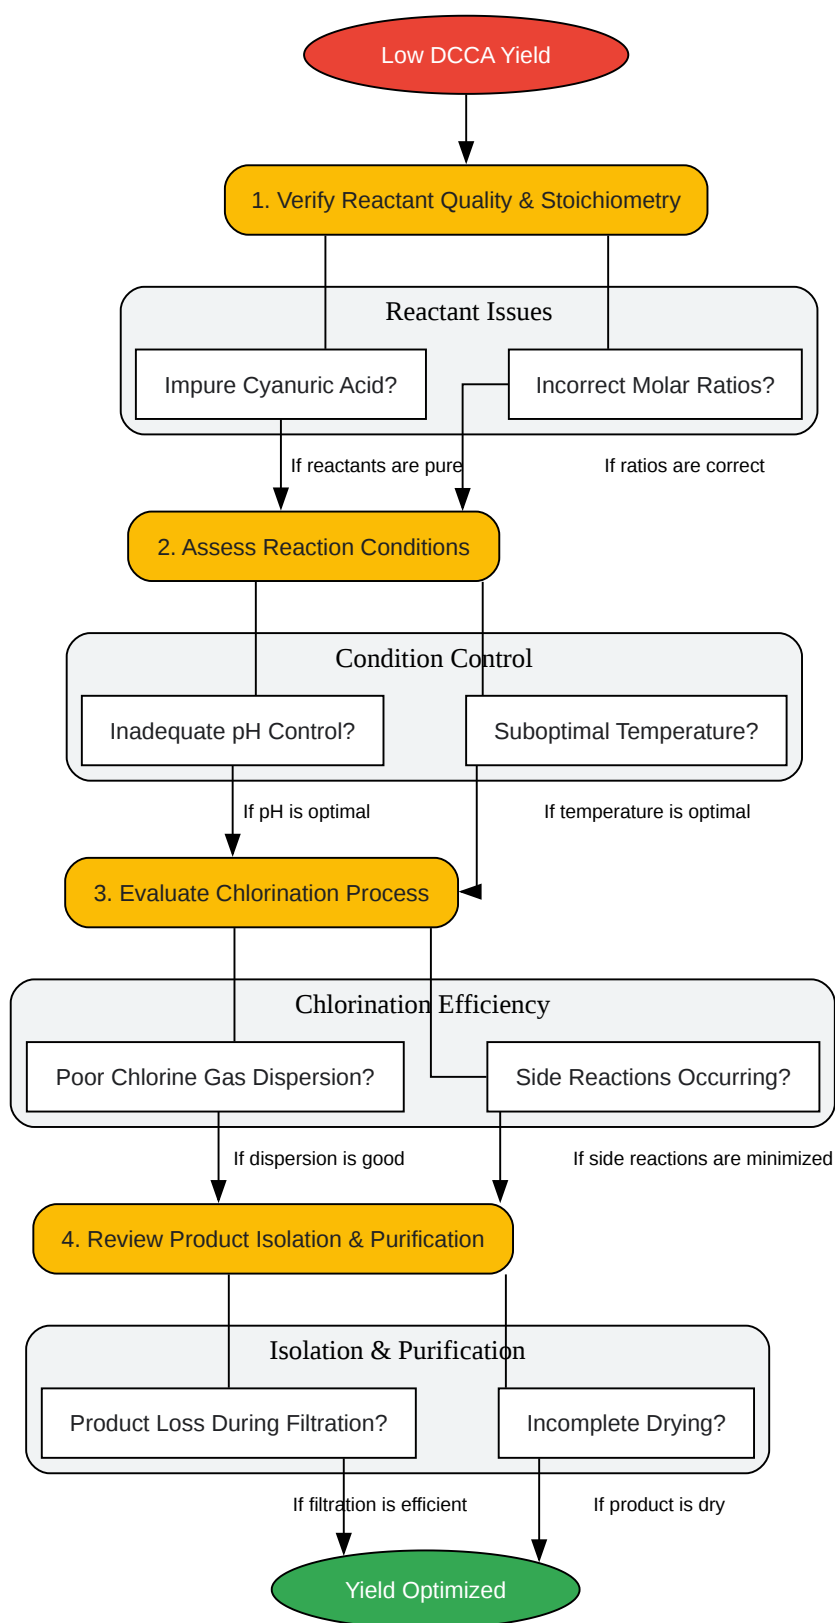 Low DCCA Yield
1. Verify Reactant Quality & Stoichiometry
Reactant Issues
Impure Cyanuric Acid?
Incorrect Molar Ratios?
If reactants are pure
If ratios are correct
2. Assess Reaction Conditions
Condition Control
Inadequate pH Control?
Suboptimal Temperature?
If pH is optimal
If temperature is optimal
3. Evaluate Chlorination Process
Chlorination Efficiency
Poor Chlorine Gas Dispersion?
Side Reactions Occurring?
If dispersion is good
If side reactions are minimized
4. Review Product Isolation & Purification
Isolation & Purification
Product Loss During Filtration?
Incomplete Drying?
If filtration is efficient
If product is dry
Yield Optimized